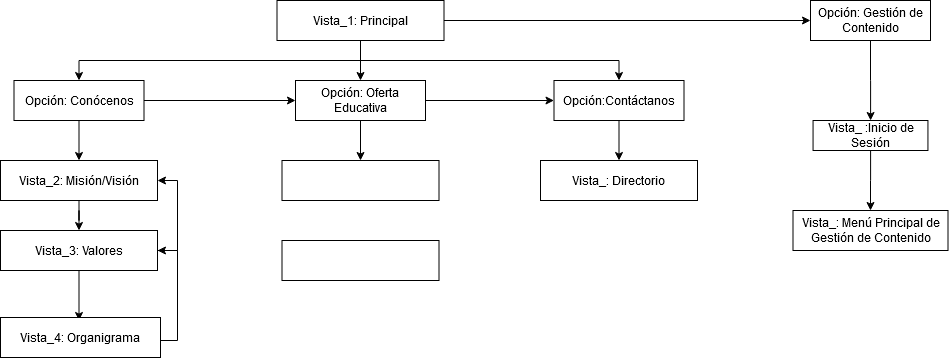 Vista_1: Principal
Opción: Gestión de
Contenido
Opción: Conócenos
Opción: Oferta
Educativa
Opción:Contáctanos
Vista_ :Inicio de
Sesión
Vista_2: Misión/Visión
Vista_: Directorio
Vista_: Menú Principal de
Gestión de Contenido
Vista_3: Valores
Vista_4: Organigrama